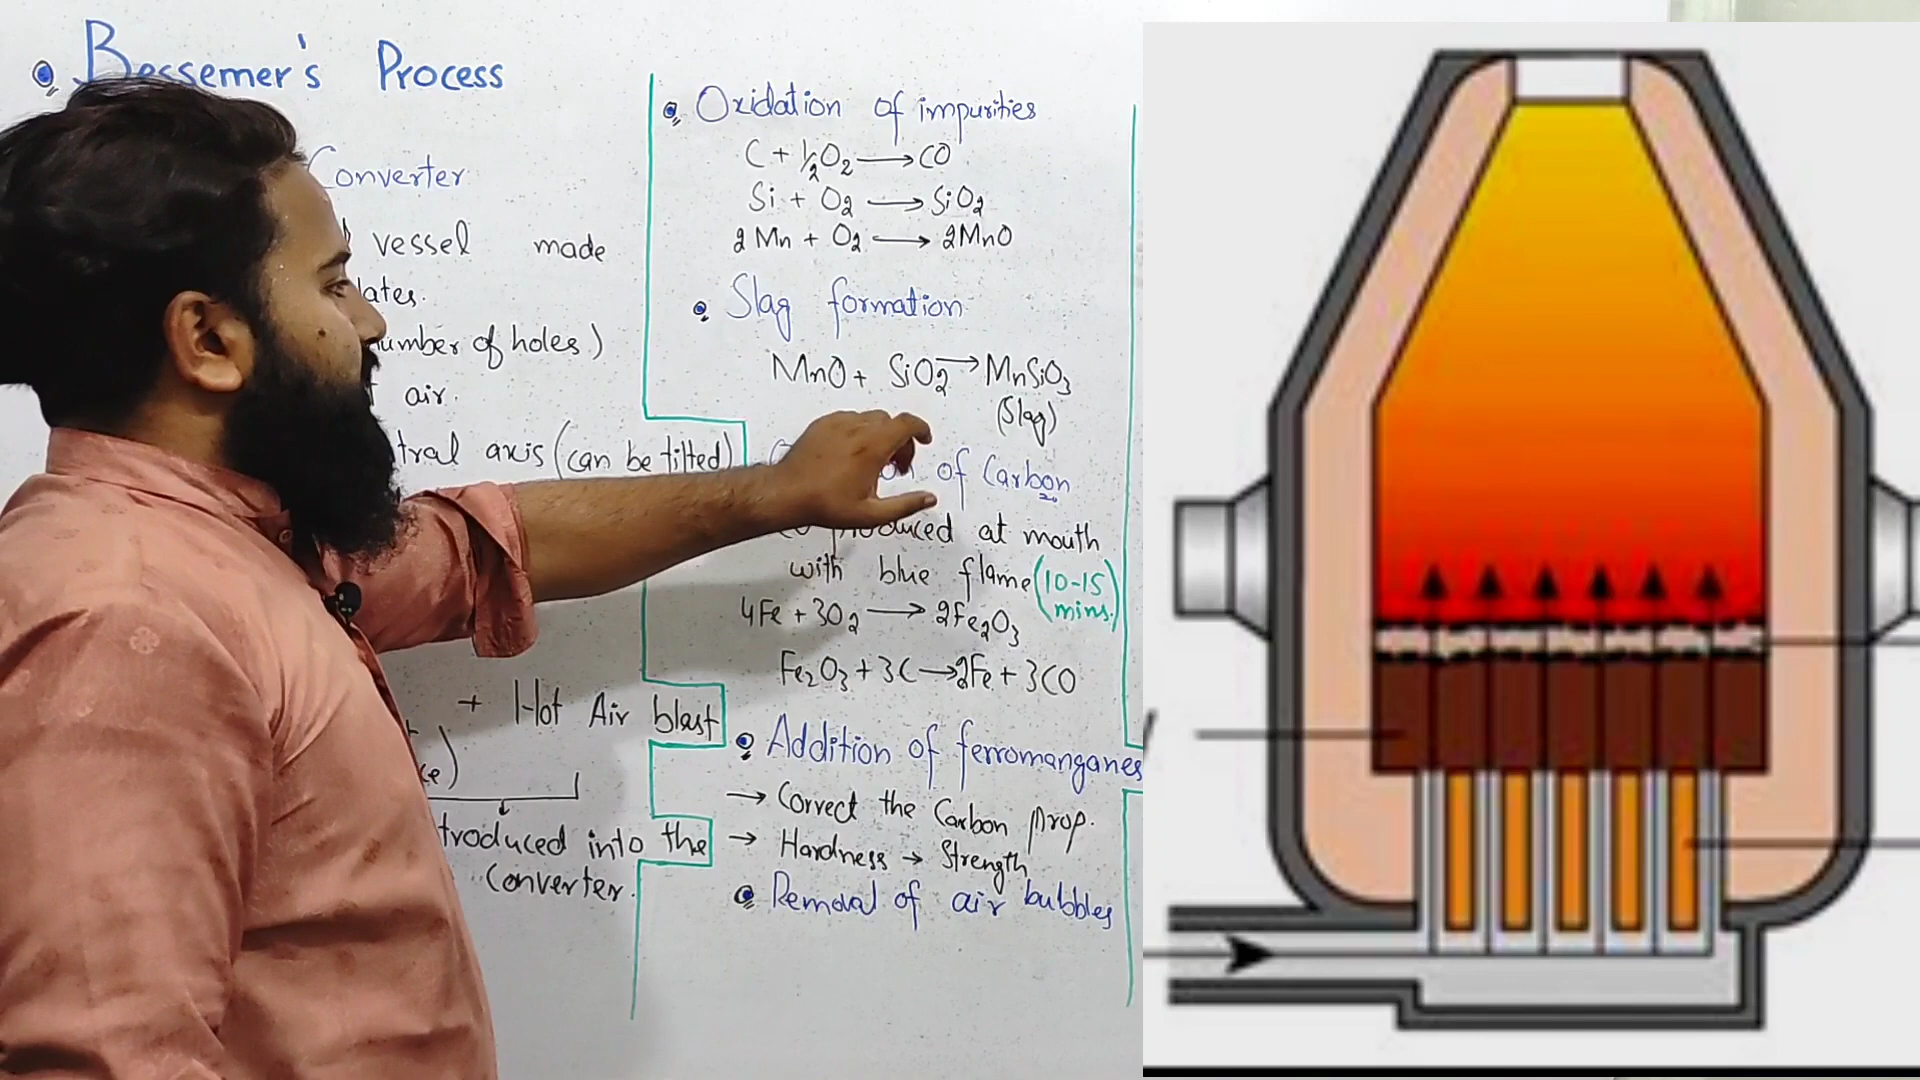 Bessemer's Process
Converter
vessel made
lates.
number of holes)
air.
tral axis (can be tilted)
+ Hot Air blast
troduced into the
Converter.
Oxidation of impurities
C + 1/2O₂ → CO
Si + O₂ → SiO₂
2Mn + O₂ → 2MnO
Slag formation
MnO + SiO₂ → MnSiO₃
(Slag)
of Carbon
produced at mouth
with blue flame (10-15 mins.)
4Fe + 3O₂ → 2Fe₂O₃
Fe₂O₃ + 3C → 2Fe + 3CO
Addition of ferromanganes
→ Correct the Carbon prop.
→ Hardness → Strength
Removal of air bubbles